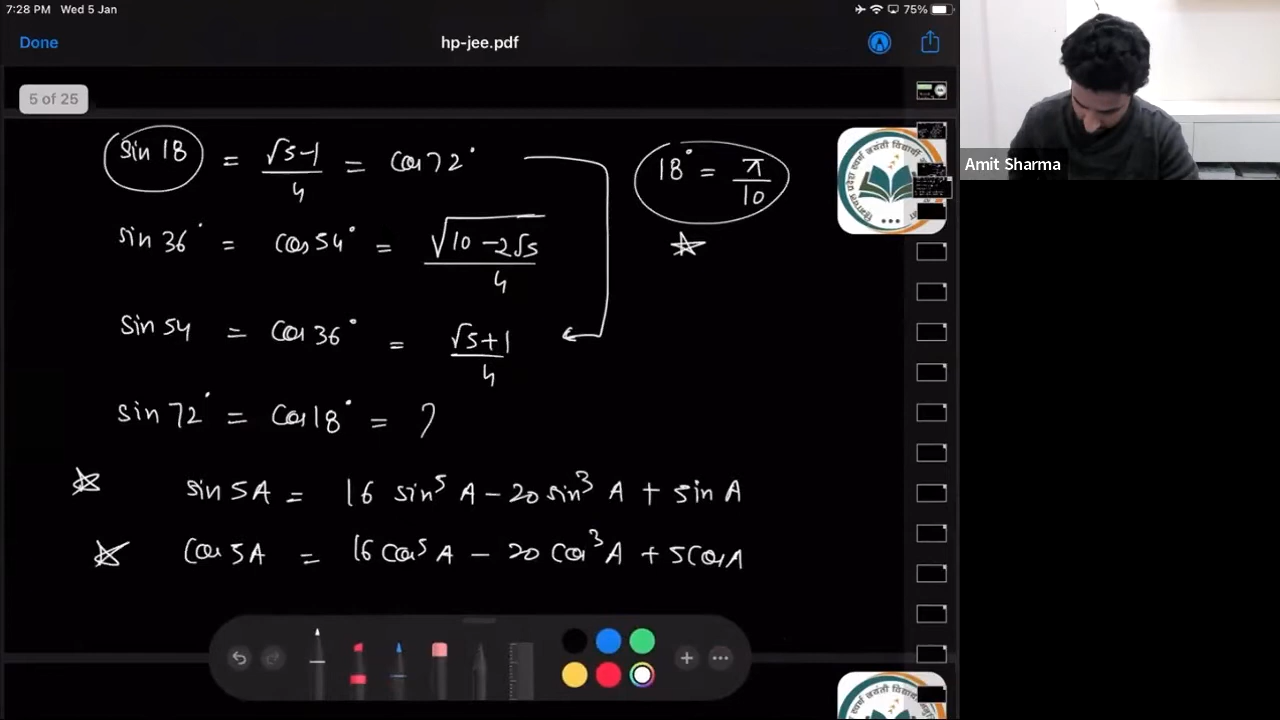 7:28 PM Wed 5 Jan
75%
Done
hp-jee.pdf
5 of 25
sin 18 = √5-1/4 = cos 72°
18° = π/10
sin 36° = cos 54° = √10-2√5/4
sin 54 = cos 36° = √5+1/4
sin 72° = cos 18° = ?
sin 5A = 16 sin⁵ A - 20 sin³ A + sin A
cos 5A = 16 cos⁵ A - 20 cos³ A + 5 cos A
Amit Sharma